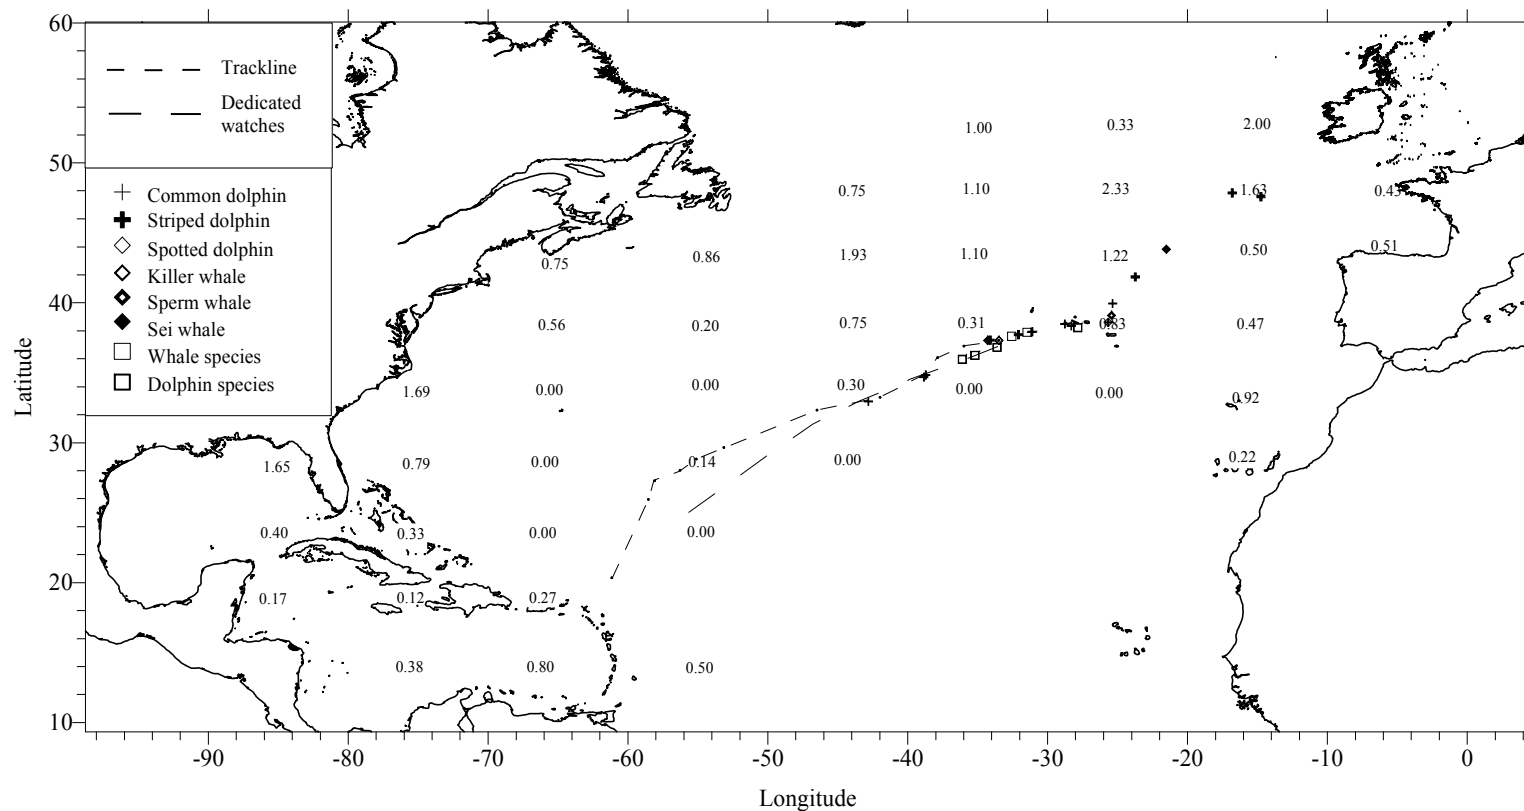 60
Trackline
Dedicated
watches
1.00 0.33 2.00
50
Common dolphin
Striped dolphin
Spotted dolphin
Killer whale
Sperm whale
Sei whale
Whale species
Dolphin species
0.75 1.10 2.33 1.63 0.43
0.75 0.86 1.93 1.10 1.22 0.50 0.51
40
0.56 0.20 0.75 0.31 0.83 0.47
Latitude
1.69 0.00 0.00 0.30 0.00 0.00 0.92
30
1.65 0.79 0.00 0.14 0.00 0.22
0.40 0.33 0.00 0.00
20
0.17 0.12 0.27
0.38 0.80 0.50
10
-90 -80 -70 -60 -50 -40 -30 -20 -10 0
Longitude